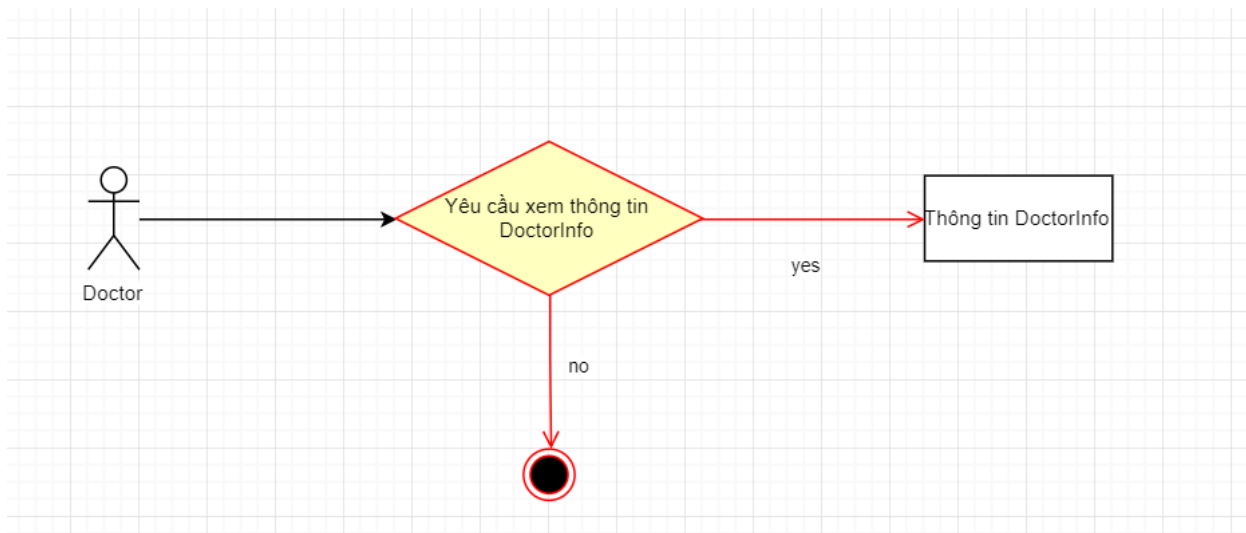 Yêu cầu xem thông tin
DoctorInfo
Thông tin DoctorInfo
yes
Doctor
no